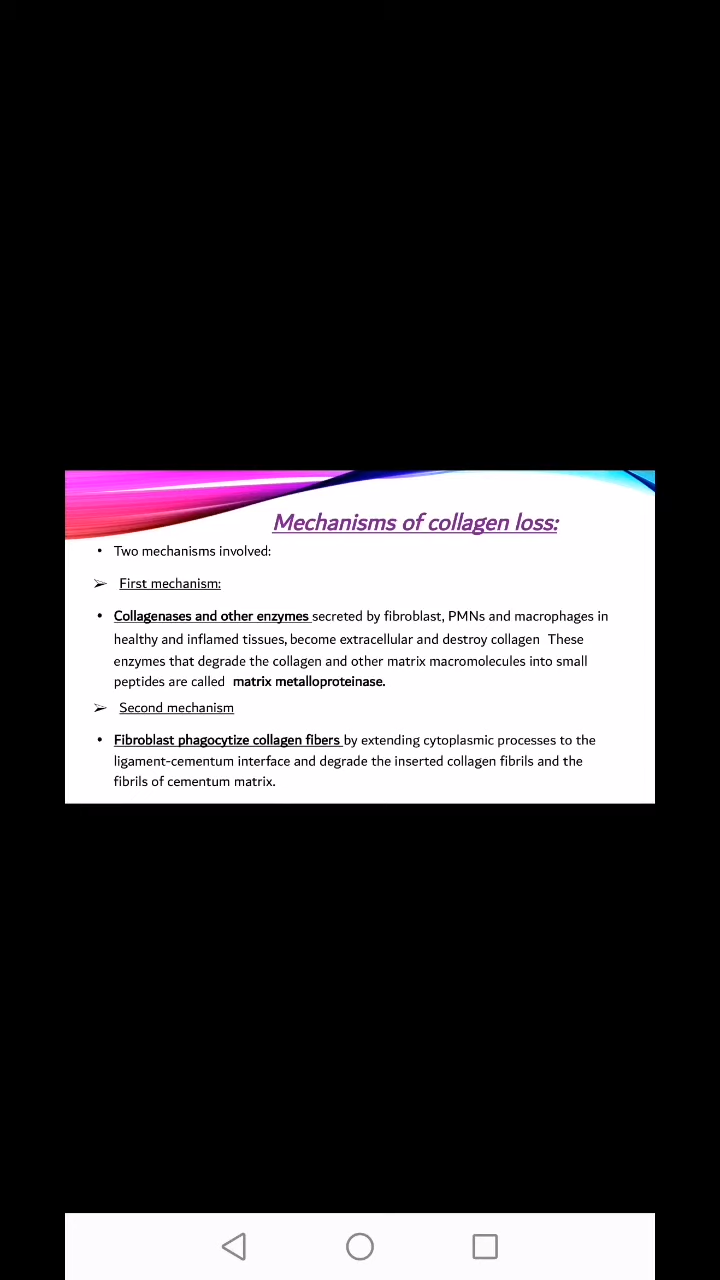 Mechanisms of collagen loss:
• Two mechanisms involved:
➢ First mechanism:
• Collagenases and other enzymes secreted by fibroblast, PMNs and macrophages in
healthy and inflamed tissues, become extracellular and destroy collagen These
enzymes that degrade the collagen and other matrix macromolecules into small
peptides are called matrix metalloproteinase.
➢ Second mechanism
• Fibroblast phagocytize collagen fibers by extending cytoplasmic processes to the
ligament-cementum interface and degrade the inserted collagen fibrils and the
fibrils of cementum matrix.